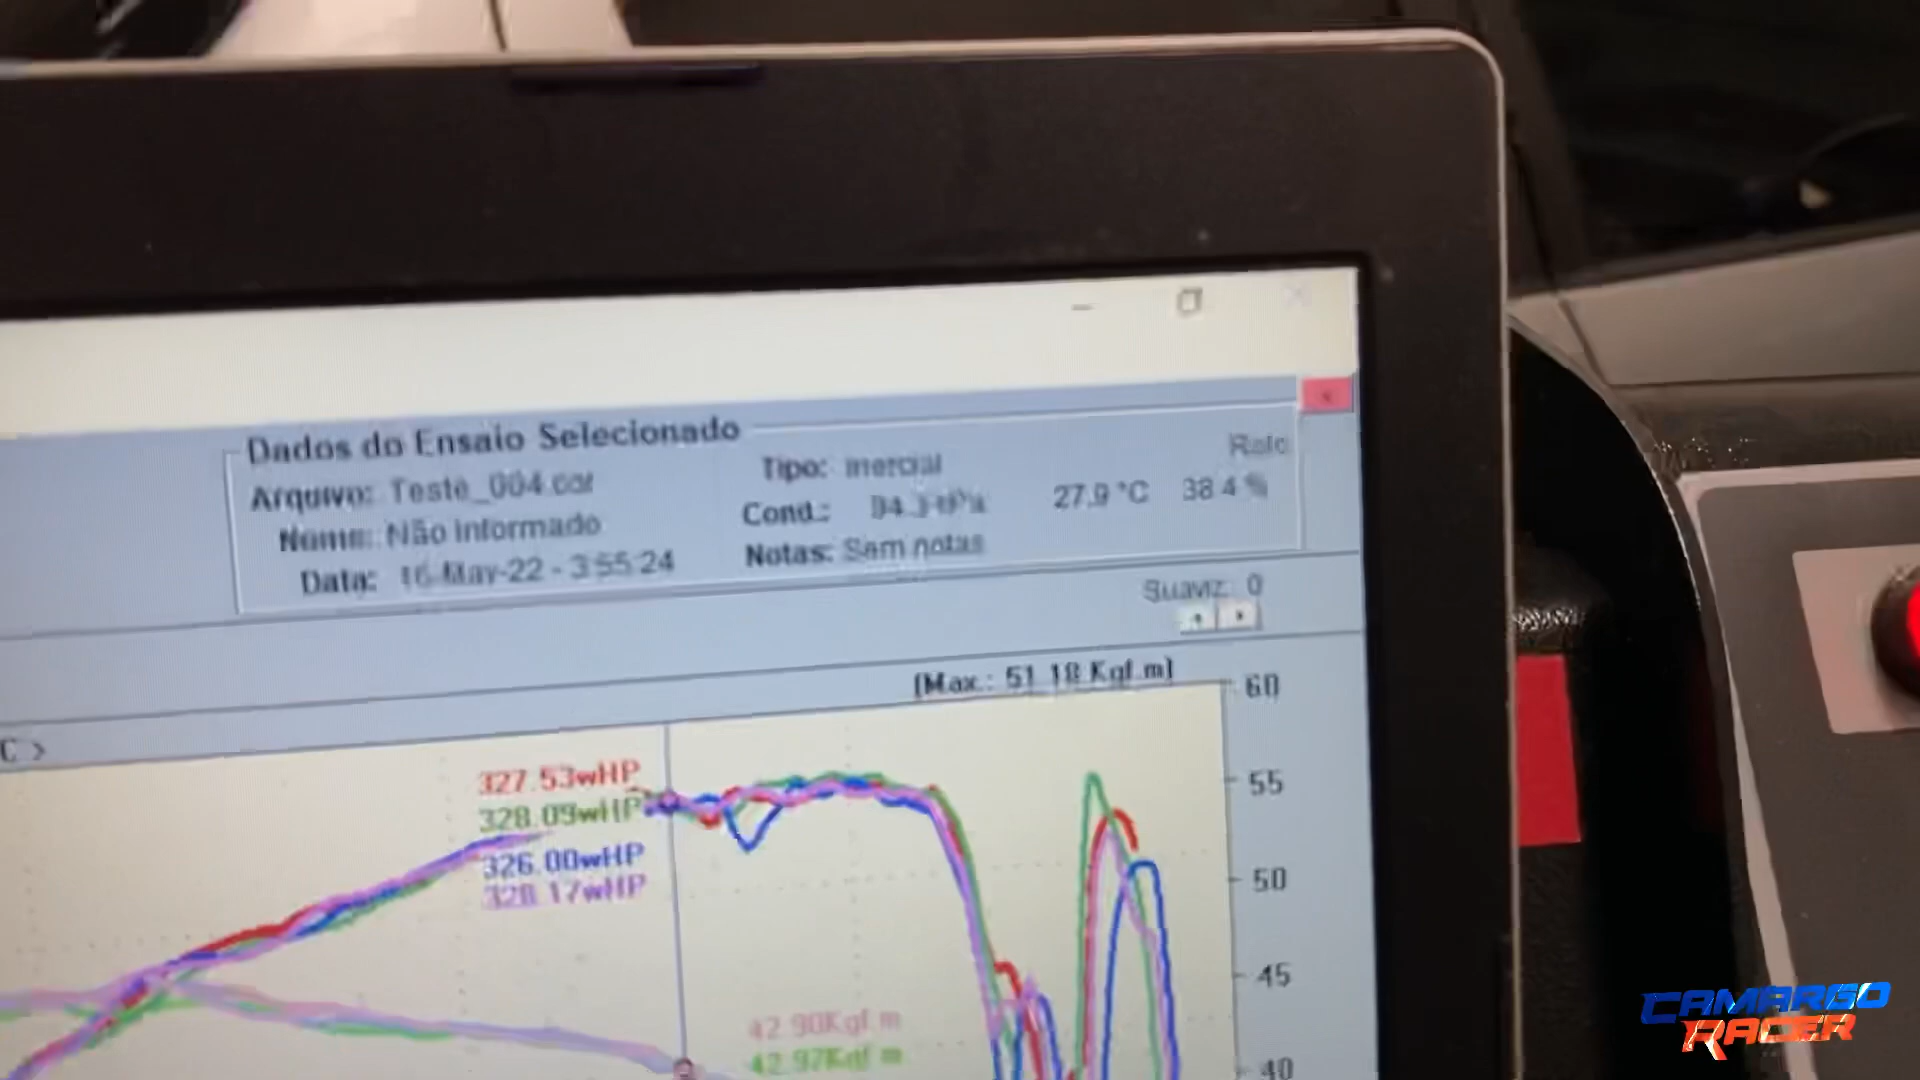 Dados do Ensaio Selecionado
Arquivo: Teste_004.cor
Nome: Não informado
Data: 16-May-22 - 3:55:24
Tipo: Inercial
Cond.: 27.9 °C 38.4 %
Notas: Sem notas
Suaviz: 0
C >
(Max.: 51.18 Kgf.m)
60
55
50
45
40
327.53wHP
328.09wHP
326.00wHP
328.17wHP
42.90Kgf.m
42.97Kgf.m
CAMARGO
RACER